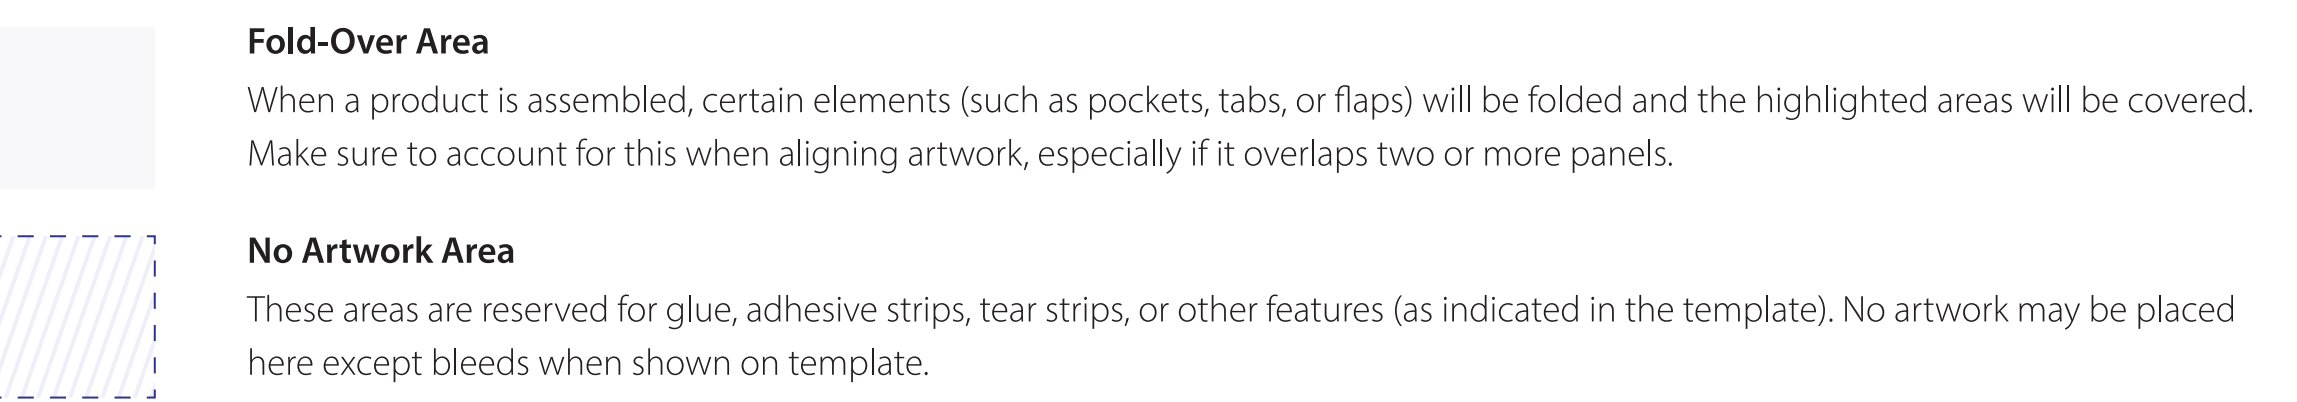 Fold-Over Area
When a product is assembled, certain elements (such as pockets, tabs, or flaps) will be folded and the highlighted areas will be covered.
Make sure to account for this when aligning artwork, especially if it overlaps two or more panels.
No Artwork Area
These areas are reserved for glue, adhesive strips, tear strips, or other features (as indicated in the template). No artwork may be placed
here except bleeds when shown on template.